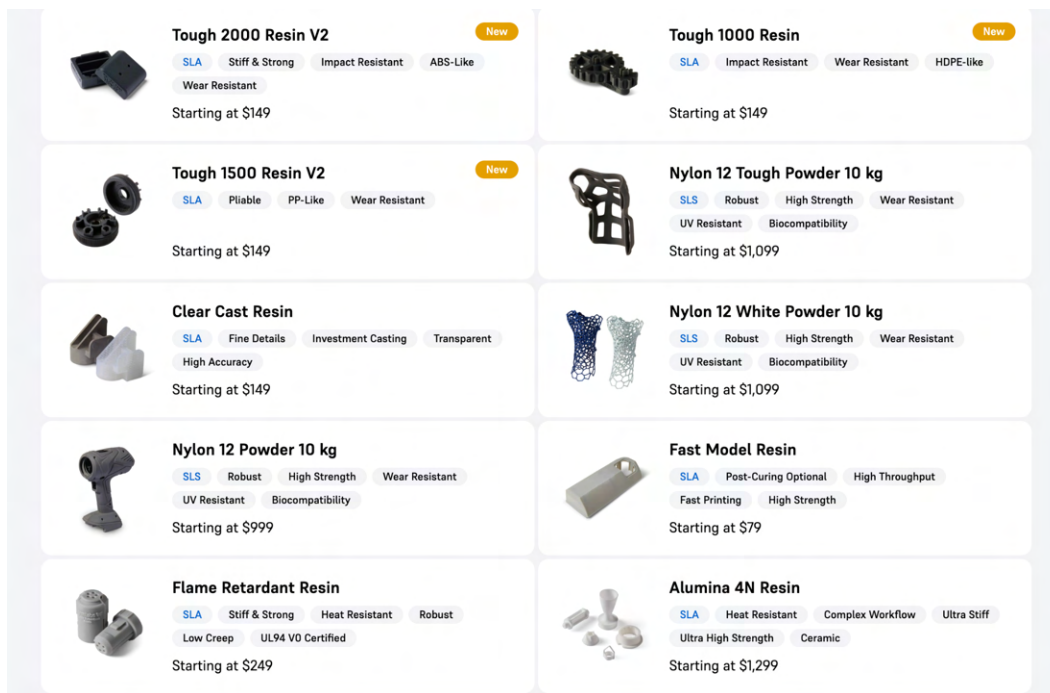 Tough 2000 Resin V2
New
SLA Stiff & Strong Impact Resistant ABS-Like
Wear Resistant
Starting at $149
Tough 1000 Resin
New
SLA Impact Resistant Wear Resistant HDPE-like
Starting at $149
Tough 1500 Resin V2
New
SLA Pliable PP-Like Wear Resistant
Starting at $149
Nylon 12 Tough Powder 10 kg
SLS Robust High Strength Wear Resistant
UV Resistant Biocompatibility
Starting at $1,099
Clear Cast Resin
SLA Fine Details Investment Casting Transparent
High Accuracy
Starting at $149
Nylon 12 White Powder 10 kg
SLS Robust High Strength Wear Resistant
UV Resistant Biocompatibility
Starting at $1,099
Nylon 12 Powder 10 kg
SLS Robust High Strength Wear Resistant
UV Resistant Biocompatibility
Starting at $999
Fast Model Resin
SLA Post-Curing Optional High Throughput
Fast Printing High Strength
Starting at $79
Flame Retardant Resin
SLA Stiff & Strong Heat Resistant Robust
Low Creep UL94 V0 Certified
Starting at $249
Alumina 4N Resin
SLA Heat Resistant Complex Workflow Ultra Stiff
Ultra High Strength Ceramic
Starting at $1,299